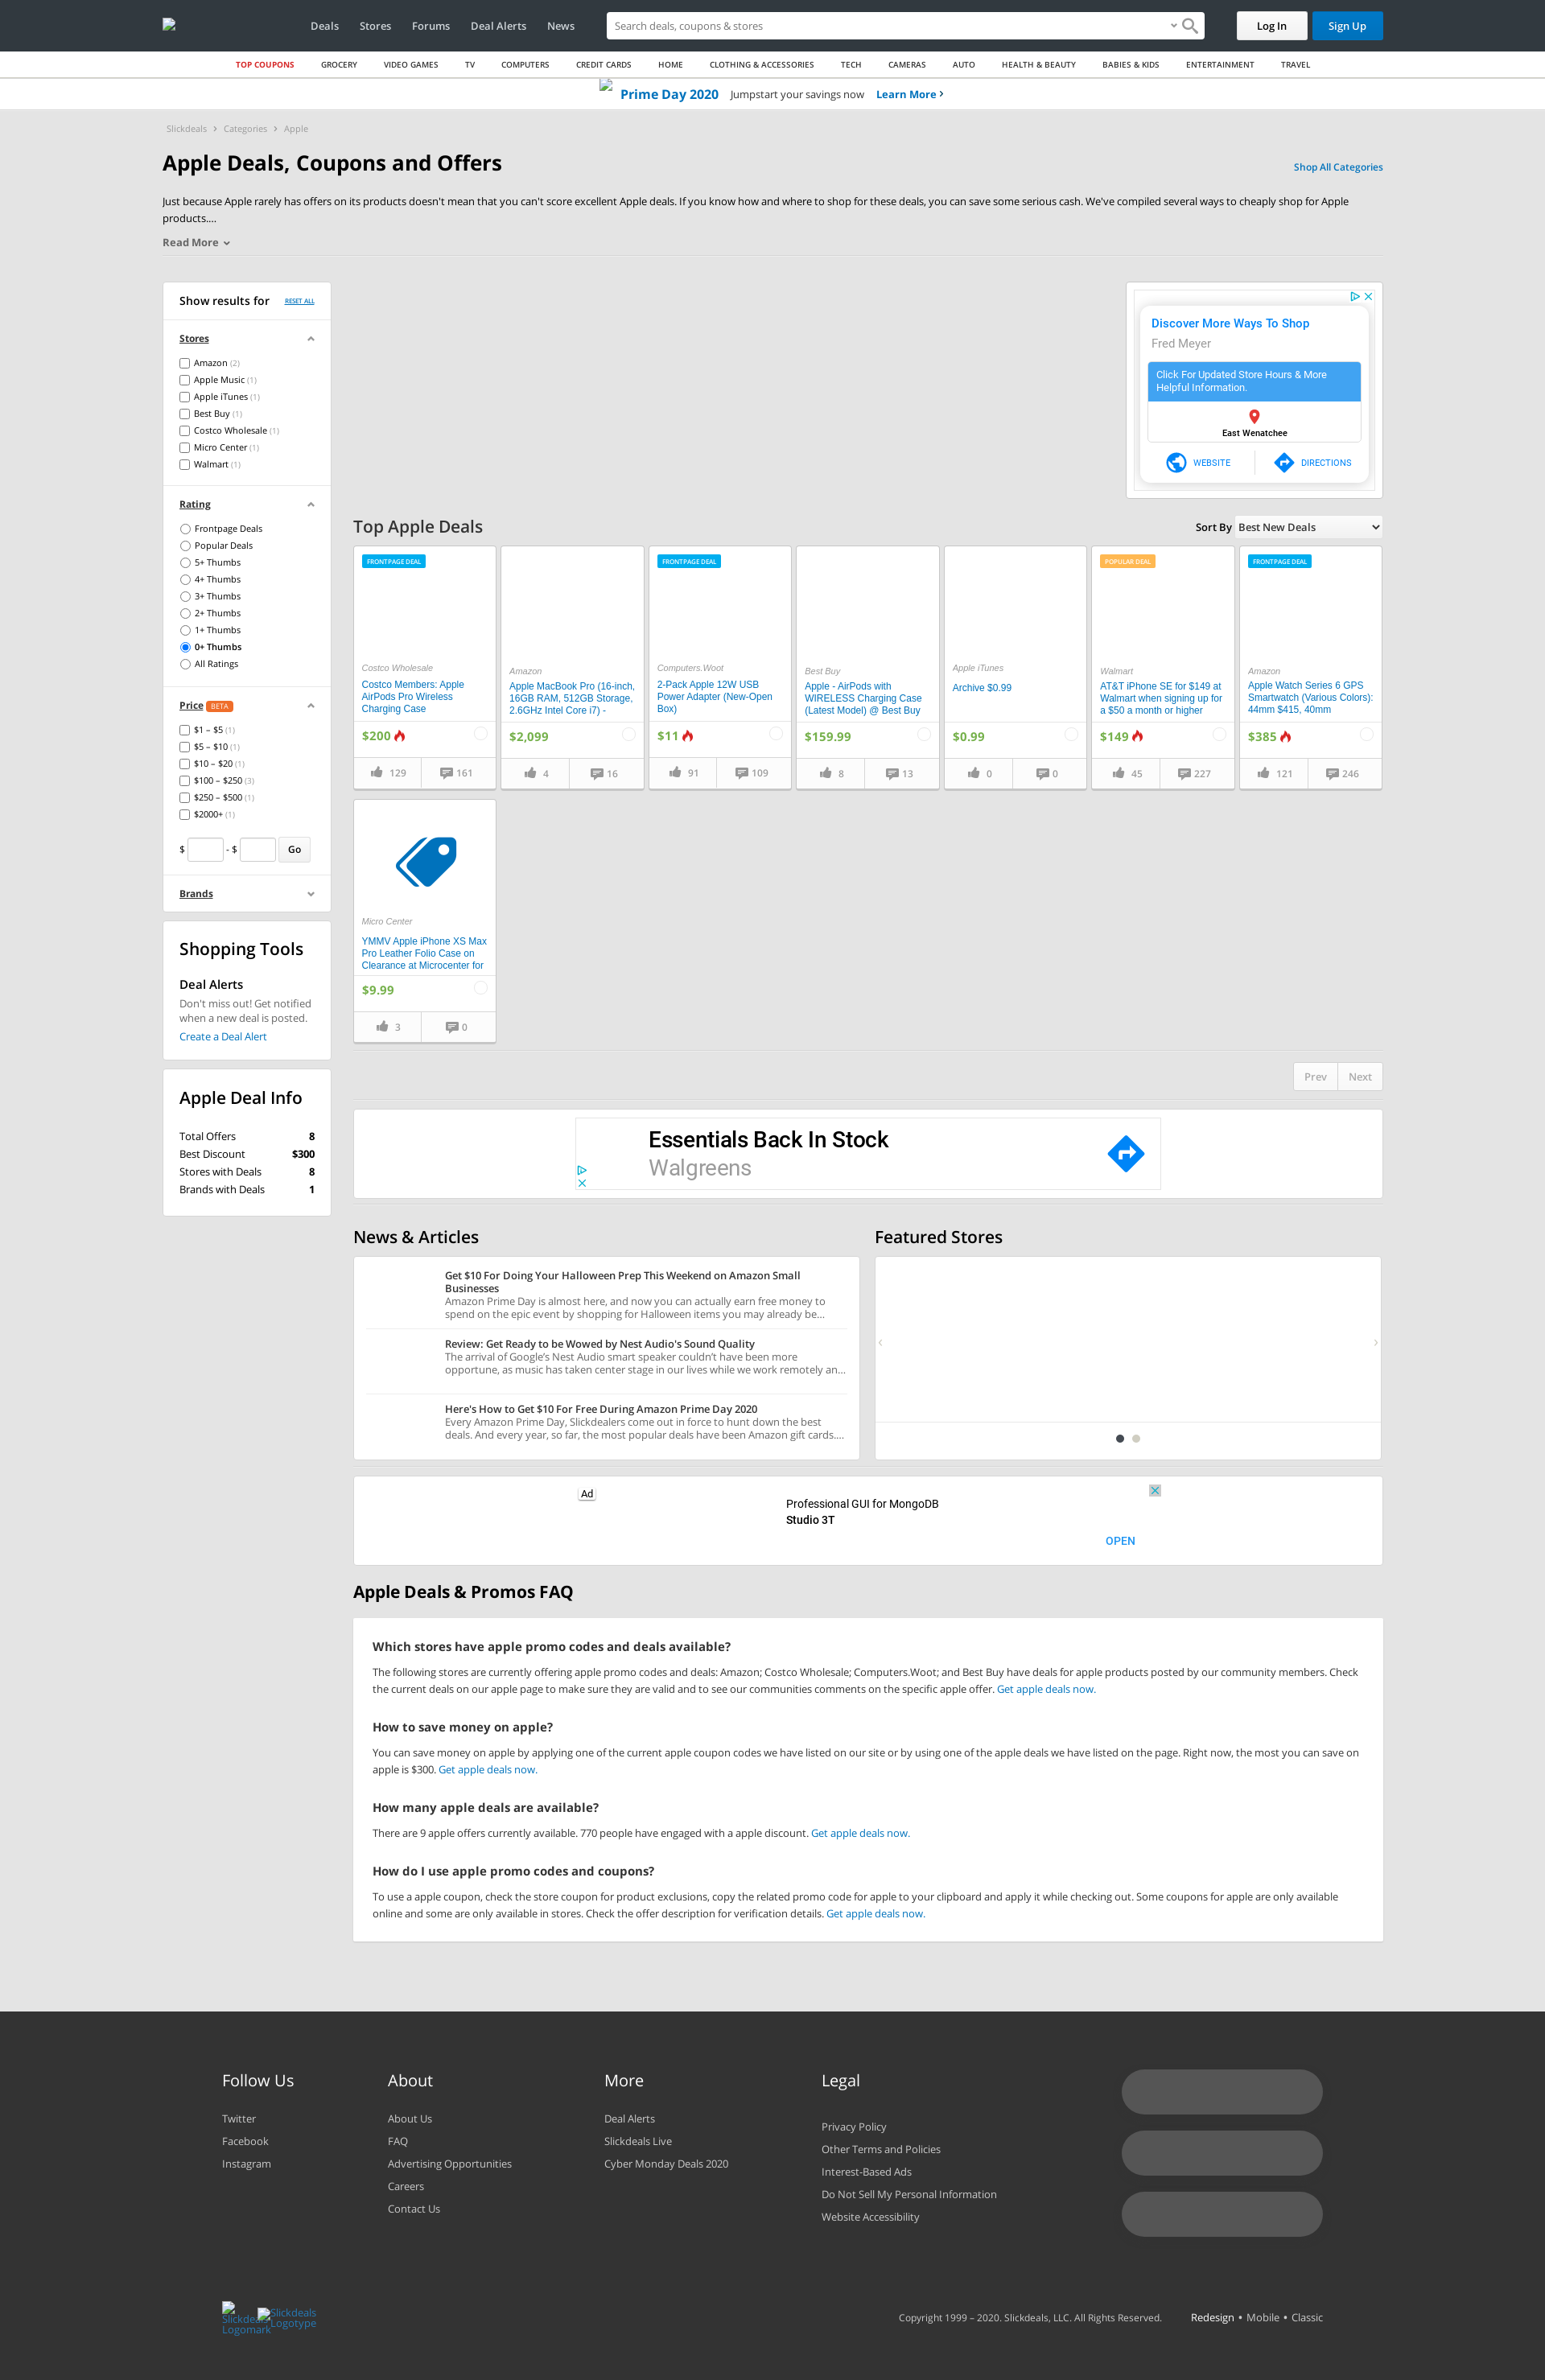 Deals Stores Forums Deal Alerts News
Search deals, coupons & stores
Log In
Sign Up
TOP COUPONS GROCERY VIDEO GAMES TV COMPUTERS CREDIT CARDS HOME CLOTHING & ACCESSORIES TECH CAMERAS AUTO HEALTH & BEAUTY BABIES & KIDS ENTERTAINMENT TRAVEL
Prime Day 2020 Jumpstart your savings now Learn More ›
Slickdeals › Categories › Apple
Apple Deals, Coupons and Offers
Shop All Categories
Just because Apple rarely has offers on its products doesn't mean that you can't score excellent Apple deals. If you know how and where to shop for these deals, you can save some serious cash. We've compiled several ways to cheaply shop for Apple
products....
Read More
Show results for RESET ALL
Stores
Amazon (2)
Apple Music (1)
Apple iTunes (1)
Best Buy (1)
Costco Wholesale (1)
Micro Center (1)
Walmart (1)
Rating
Frontpage Deals
Popular Deals
5+ Thumbs
4+ Thumbs
3+ Thumbs
2+ Thumbs
1+ Thumbs
0+ Thumbs
All Ratings
Price BETA
$1 – $5 (1)
$5 – $10 (1)
$10 – $20 (1)
$100 – $250 (3)
$250 – $500 (1)
$2000+ (1)
$ - $ Go
Brands
Shopping Tools
Deal Alerts
Don't miss out! Get notified
when a new deal is posted.
Create a Deal Alert
Apple Deal Info
Total Offers 8
Best Discount $300
Stores with Deals 8
Brands with Deals 1
Discover More Ways To Shop
Fred Meyer
Click For Updated Store Hours & More
Helpful Information.
East Wenatchee
WEBSITE
DIRECTIONS
Top Apple Deals
Sort By Best New Deals
FRONTPAGE DEAL
Costco Wholesale
Costco Members: Apple
AirPods Pro Wireless
Charging Case
$200
129 161
Amazon
Apple MacBook Pro (16-inch,
16GB RAM, 512GB Storage,
2.6GHz Intel Core i7) -
$2,099
4 16
FRONTPAGE DEAL
Computers.Woot
2-Pack Apple 12W USB
Power Adapter (New-Open
Box)
$11
91 109
Best Buy
Apple - AirPods with
WIRELESS Charging Case
(Latest Model) @ Best Buy
$159.99
8 13
Apple iTunes
Archive $0.99
$0.99
0 0
POPULAR DEAL
Walmart
AT&T iPhone SE for $149 at
Walmart when signing up for
a $50 a month or higher
$149
45 227
FRONTPAGE DEAL
Amazon
Apple Watch Series 6 GPS
Smartwatch (Various Colors):
44mm $415, 40mm
$385
121 246
Micro Center
YMMV Apple iPhone XS Max
Pro Leather Folio Case on
Clearance at Microcenter for
$9.99
3 0
Prev Next
Essentials Back In Stock
Walgreens
News & Articles
Get $10 For Doing Your Halloween Prep This Weekend on Amazon Small
Businesses
Amazon Prime Day is almost here, and now you can actually earn free money to
spend on the epic event by shopping for Halloween items you may already be...
Review: Get Ready to be Wowed by Nest Audio's Sound Quality
The arrival of Google’s Nest Audio smart speaker couldn’t have been more
opportune, as music has taken center stage in our lives while we work remotely an...
Here's How to Get $10 For Free During Amazon Prime Day 2020
Every Amazon Prime Day, Slickdealers come out in force to hunt down the best
deals. And every year, so far, the most popular deals have been Amazon gift cards....
Featured Stores
Ad
Professional GUI for MongoDB
Studio 3T
OPEN
Apple Deals & Promos FAQ
Which stores have apple promo codes and deals available?
The following stores are currently offering apple promo codes and deals: Amazon; Costco Wholesale; Computers.Woot; and Best Buy have deals for apple products posted by our community members. Check
the current deals on our apple page to make sure they are valid and to see our communities comments on the specific apple offer. Get apple deals now.
How to save money on apple?
You can save money on apple by applying one of the current apple coupon codes we have listed on our site or by using one of the apple deals we have listed on the page. Right now, the most you can save on
apple is $300. Get apple deals now.
How many apple deals are available?
There are 9 apple offers currently available. 770 people have engaged with a apple discount. Get apple deals now.
How do I use apple promo codes and coupons?
To use a apple coupon, check the store coupon for product exclusions, copy the related promo code for apple to your clipboard and apply it while checking out. Some coupons for apple are only available
online and some are only available in stores. Check the offer description for verification details. Get apple deals now.
Follow Us
Twitter
Facebook
Instagram
About
About Us
FAQ
Advertising Opportunities
Careers
Contact Us
More
Deal Alerts
Slickdeals Live
Cyber Monday Deals 2020
Legal
Privacy Policy
Other Terms and Policies
Interest-Based Ads
Do Not Sell My Personal Information
Website Accessibility
Slickdeals
Logomark
Slickdeals
Logotype
Copyright 1999 – 2020. Slickdeals, LLC. All Rights Reserved.
Redesign • Mobile • Classic